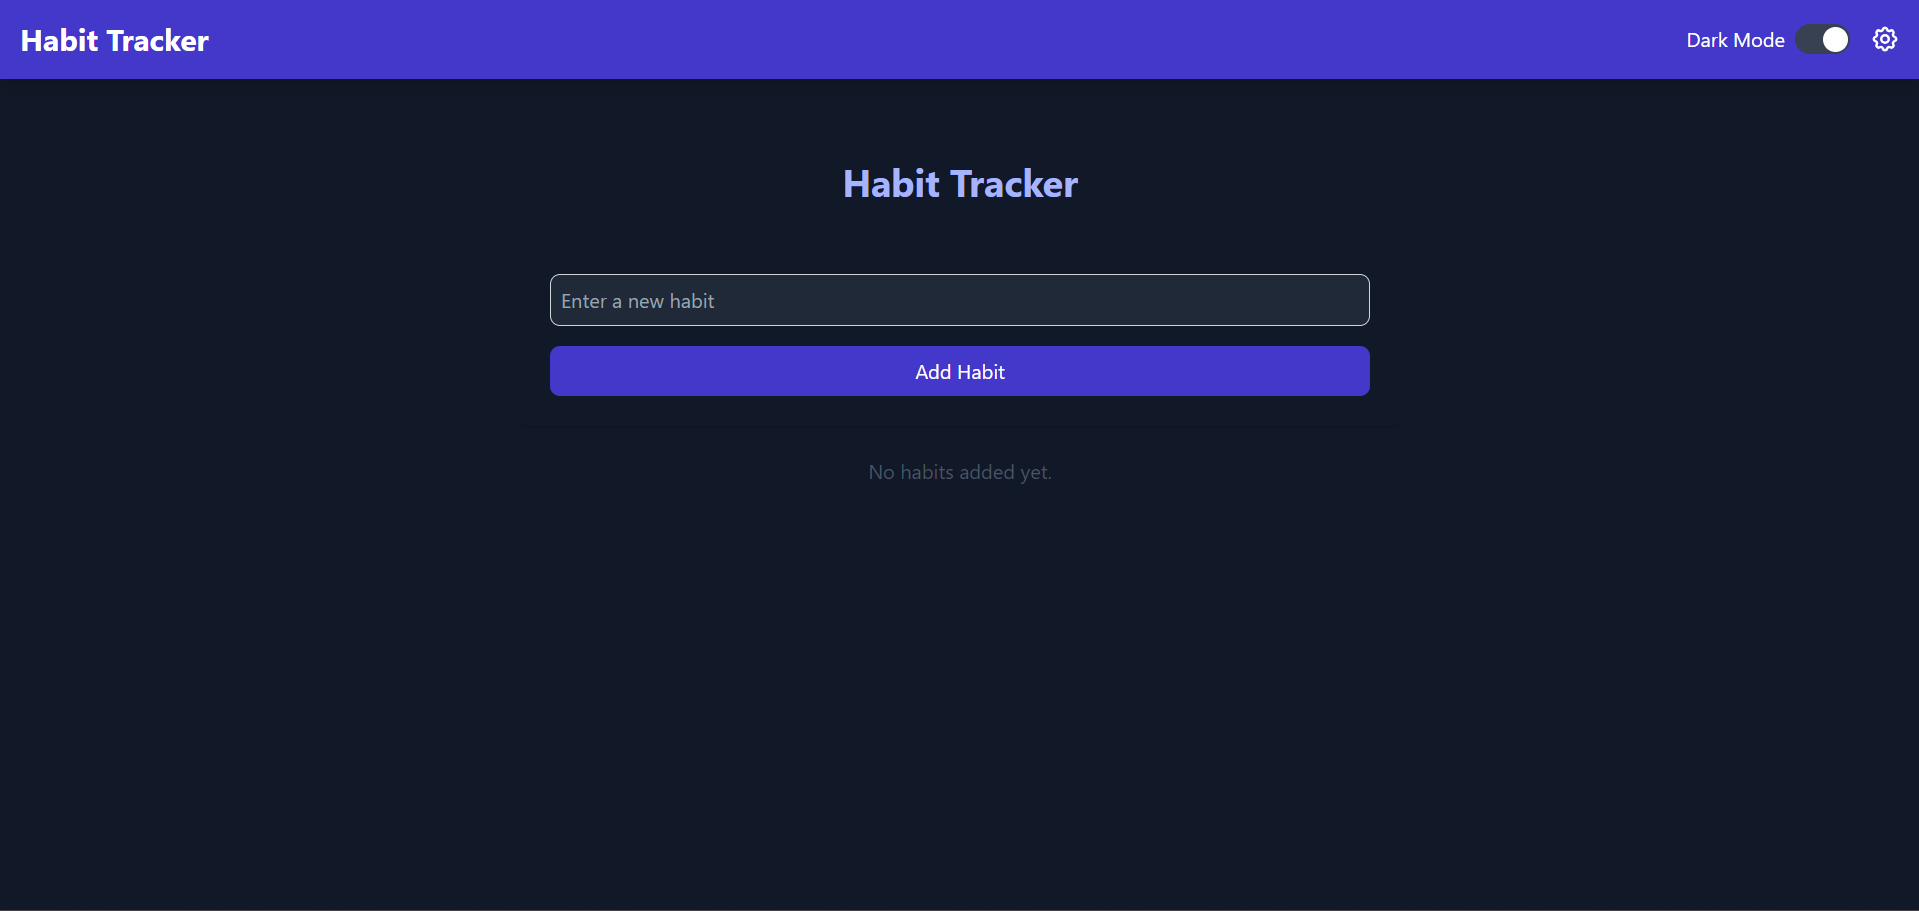 Habit Tracker
Dark Mode
Habit Tracker
Enter a new habit
Add Habit
No habits added yet.